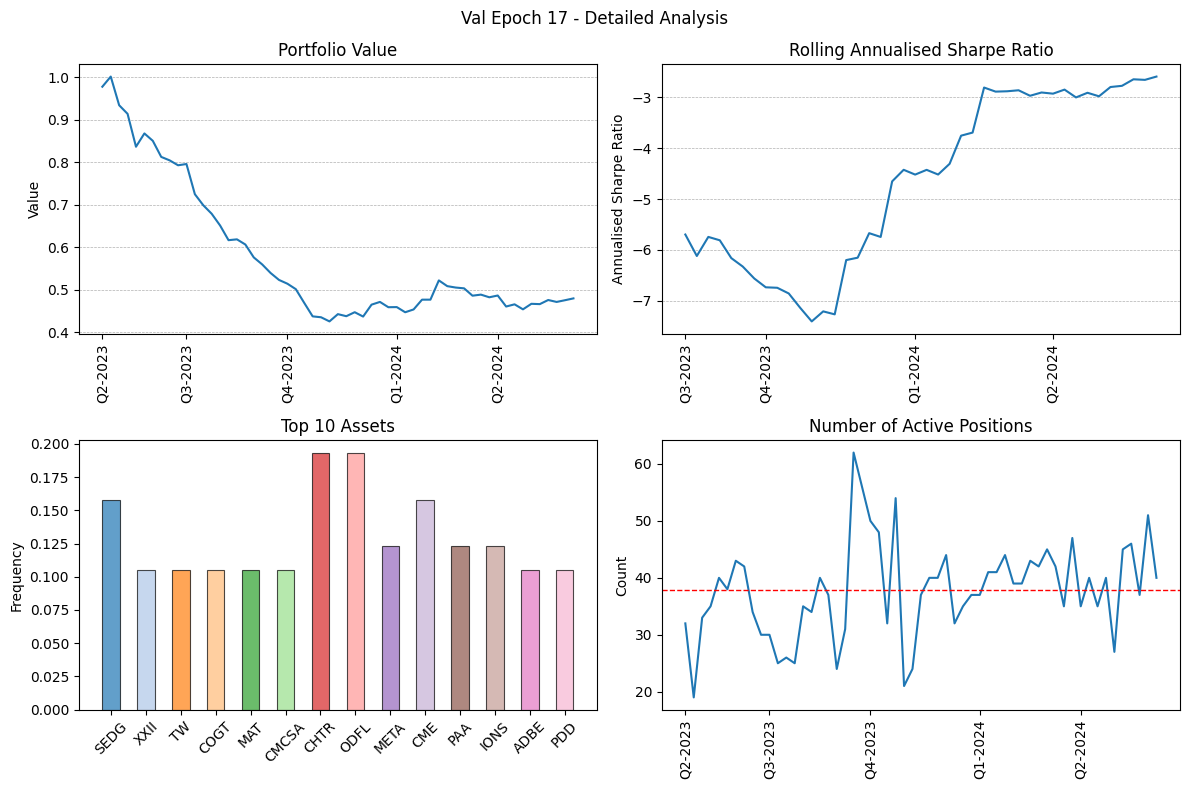 Val Epoch 17 - Detailed Analysis
Portfolio Value
Value
1.0
0.9
0.8
0.7
0.6
0.5
0.4
Q2-2023
Q3-2023
Q4-2023
Q1-2024
Q2-2024
Rolling Annualised Sharpe Ratio
Annualised Sharpe Ratio
−3
−4
−5
−6
−7
Q3-2023
Q4-2023
Q1-2024
Q2-2024
Top 10 Assets
Frequency
0.200
0.175
0.150
0.125
0.100
0.075
0.050
0.025
0.000
SEDG
XXII
TW
COGT
MAT
CMCSA
CHTR
ODFL
META
CME
PAA
IONS
ADBE
PDD
Number of Active Positions
Count
60
50
40
30
20
Q2-2023
Q3-2023
Q4-2023
Q1-2024
Q2-2024